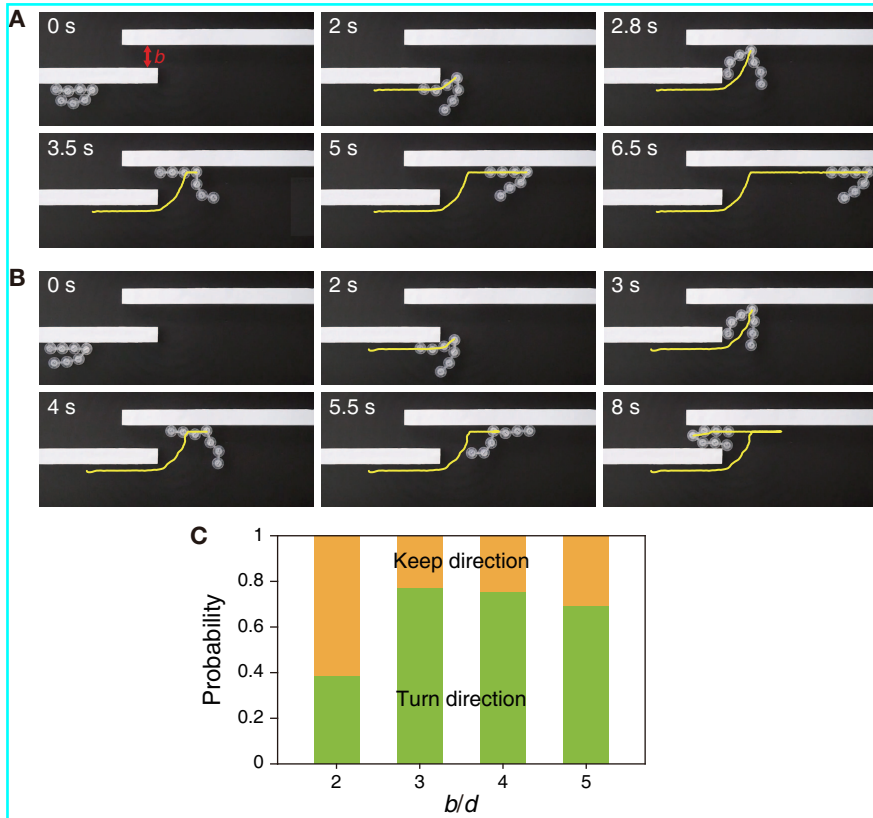 A
0 s
b
2 s
2.8 s
3.5 s
5 s
6.5 s
B
0 s
2 s
3 s
4 s
5.5 s
8 s
C
1
Keep direction
0.8
0.6
Probability
0.4
Turn direction
0.2
0
2 3 4 5
b/d